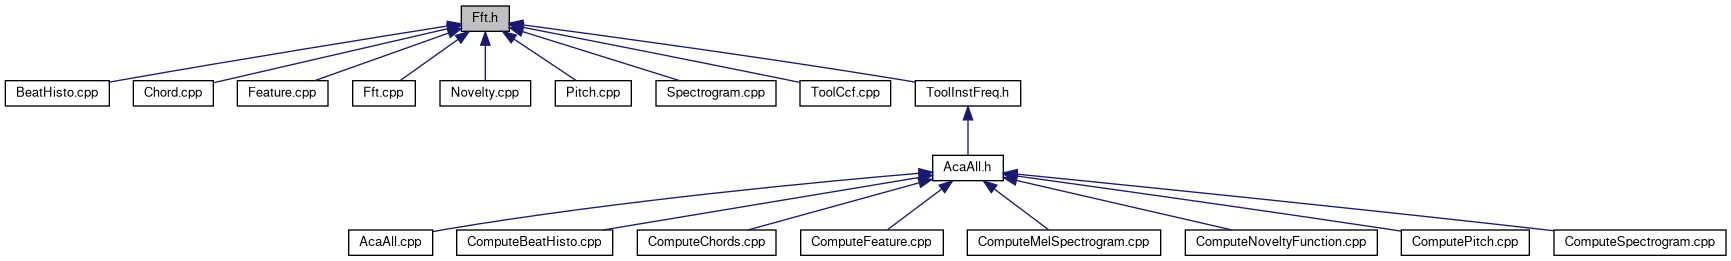 Fft.h
BeatHisto.cpp
Chord.cpp
Feature.cpp
Fft.cpp
Novelty.cpp
Pitch.cpp
Spectrogram.cpp
ToolCcf.cpp
ToolInstFreq.h
AcaAll.h
AcaAll.cpp
ComputeBeatHisto.cpp
ComputeChords.cpp
ComputeFeature.cpp
ComputeMelSpectrogram.cpp
ComputeNoveltyFunction.cpp
ComputePitch.cpp
ComputeSpectrogram.cpp